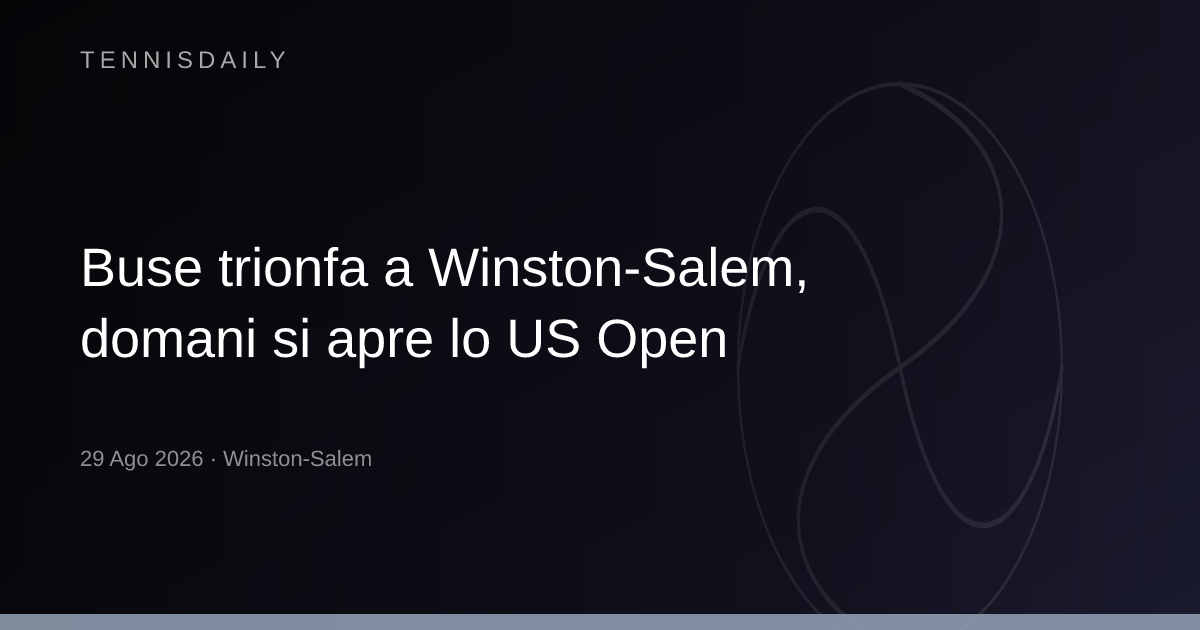 TENNISDAILY
Buse trionfa a Winston-Salem,
domani si apre lo US Open
29 Ago 2026 · Winston-Salem